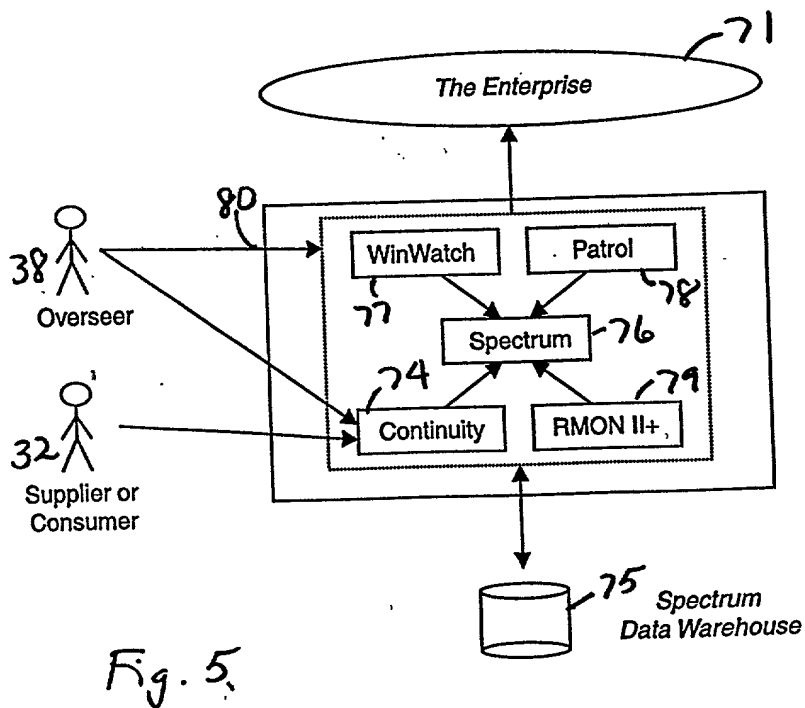 71
The Enterprise
80
38
Overseer
WinWatch
77
Patrol
78
Spectrum
76
74
Continuity
79
RMON II+
32
Supplier or
Consumer
75
Spectrum
Data Warehouse
Fig. 5.